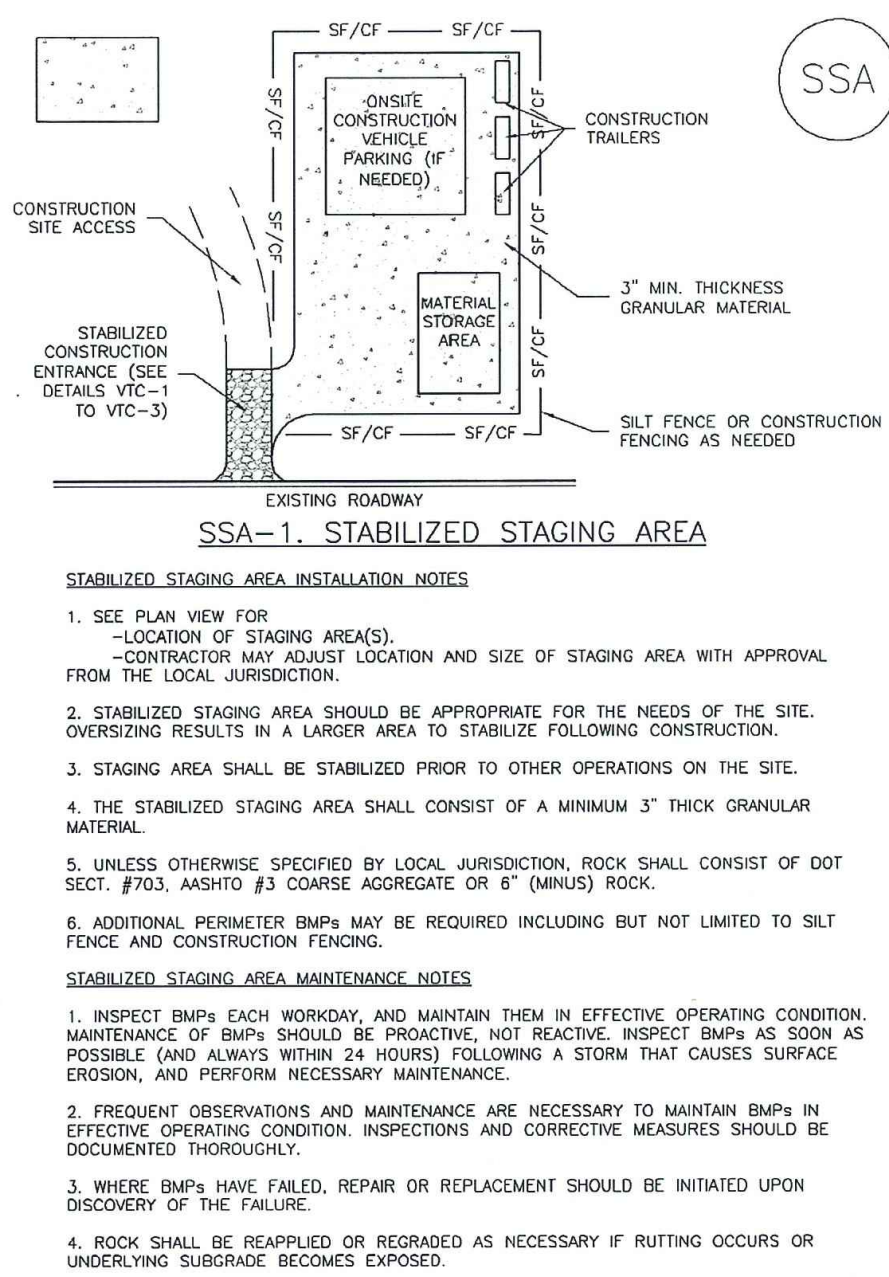 SF/CF SF/CF
SSA
SF/CF
SF/CF
SF/CF
SF/CF
SF/CF
ONSITE
CONSTRUCTION
VEHICLE
PARKING (IF
NEEDED)
CONSTRUCTION
TRAILERS
CONSTRUCTION
SITE ACCESS
3" MIN. THICKNESS
GRANULAR MATERIAL
MATERIAL
STORAGE
AREA
STABILIZED
CONSTRUCTION
ENTRANCE (SEE
DETAILS VTC-1
TO VTC-3)
SF/CF SF/CF
SILT FENCE OR CONSTRUCTION
FENCING AS NEEDED
EXISTING ROADWAY
SSA-1. STABILIZED STAGING AREA
STABILIZED STAGING AREA INSTALLATION NOTES
1. SEE PLAN VIEW FOR
-LOCATION OF STAGING AREA(S).
-CONTRACTOR MAY ADJUST LOCATION AND SIZE OF STAGING AREA WITH APPROVAL
FROM THE LOCAL JURISDICTION.
2. STABILIZED STAGING AREA SHOULD BE APPROPRIATE FOR THE NEEDS OF THE SITE.
OVERSIZING RESULTS IN A LARGER AREA TO STABILIZE FOLLOWING CONSTRUCTION.
3. STAGING AREA SHALL BE STABILIZED PRIOR TO OTHER OPERATIONS ON THE SITE.
4. THE STABILIZED STAGING AREA SHALL CONSIST OF A MINIMUM 3" THICK GRANULAR
MATERIAL.
5. UNLESS OTHERWISE SPECIFIED BY LOCAL JURISDICTION, ROCK SHALL CONSIST OF DOT
SECT. #703, AASHTO #3 COARSE AGGREGATE OR 6" (MINUS) ROCK.
6. ADDITIONAL PERIMETER BMPs MAY BE REQUIRED INCLUDING BUT NOT LIMITED TO SILT
FENCE AND CONSTRUCTION FENCING.
STABILIZED STAGING AREA MAINTENANCE NOTES
1. INSPECT BMPs EACH WORKDAY, AND MAINTAIN THEM IN EFFECTIVE OPERATING CONDITION.
MAINTENANCE OF BMPs SHOULD BE PROACTIVE, NOT REACTIVE. INSPECT BMPs AS SOON AS
POSSIBLE (AND ALWAYS WITHIN 24 HOURS) FOLLOWING A STORM THAT CAUSES SURFACE
EROSION, AND PERFORM NECESSARY MAINTENANCE.
2. FREQUENT OBSERVATIONS AND MAINTENANCE ARE NECESSARY TO MAINTAIN BMPs IN
EFFECTIVE OPERATING CONDITION. INSPECTIONS AND CORRECTIVE MEASURES SHOULD BE
DOCUMENTED THOROUGHLY.
3. WHERE BMPs HAVE FAILED, REPAIR OR REPLACEMENT SHOULD BE INITIATED UPON
DISCOVERY OF THE FAILURE.
4. ROCK SHALL BE REAPPLIED OR REGRADED AS NECESSARY IF RUTTING OCCURS OR
UNDERLYING SUBGRADE BECOMES EXPOSED.